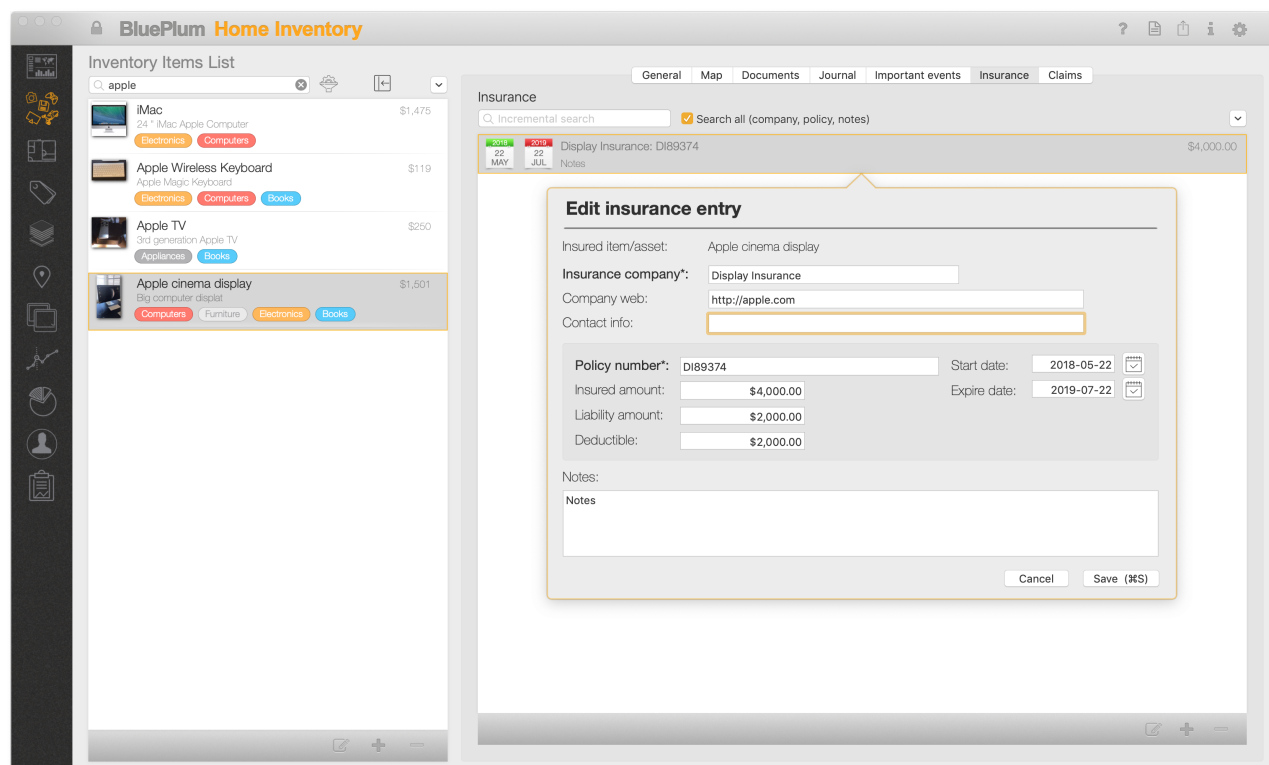 BluePlum Home Inventory
Inventory Items List
apple
iMac
$1,475
24 " iMac Apple Computer
Electronics Computers
Apple Wireless Keyboard
$119
Apple Magic Keyboard
Electronics Computers Books
Apple TV
$250
3rd generation Apple TV
Appliances Books
Apple cinema display
$1,501
Big computer displat
Computers Furniture Electronics Books
General Map Documents Journal Important events Insurance Claims
Insurance
Incremental search
Search all (company, policy, notes)
2018
22
MAY
2019
22
JUL
Display Insurance: DI89374
$4,000.00
Notes
Edit insurance entry
Insured item/asset: Apple cinema display
Insurance company*: Display Insurance
Company web: http://apple.com
Contact info:
Policy number*: DI89374
Start date: 2018-05-22
Insured amount: $4,000.00
Expire date: 2019-07-22
Liability amount: $2,000.00
Deductible: $2,000.00
Notes:
Notes
Cancel Save (⌘S)